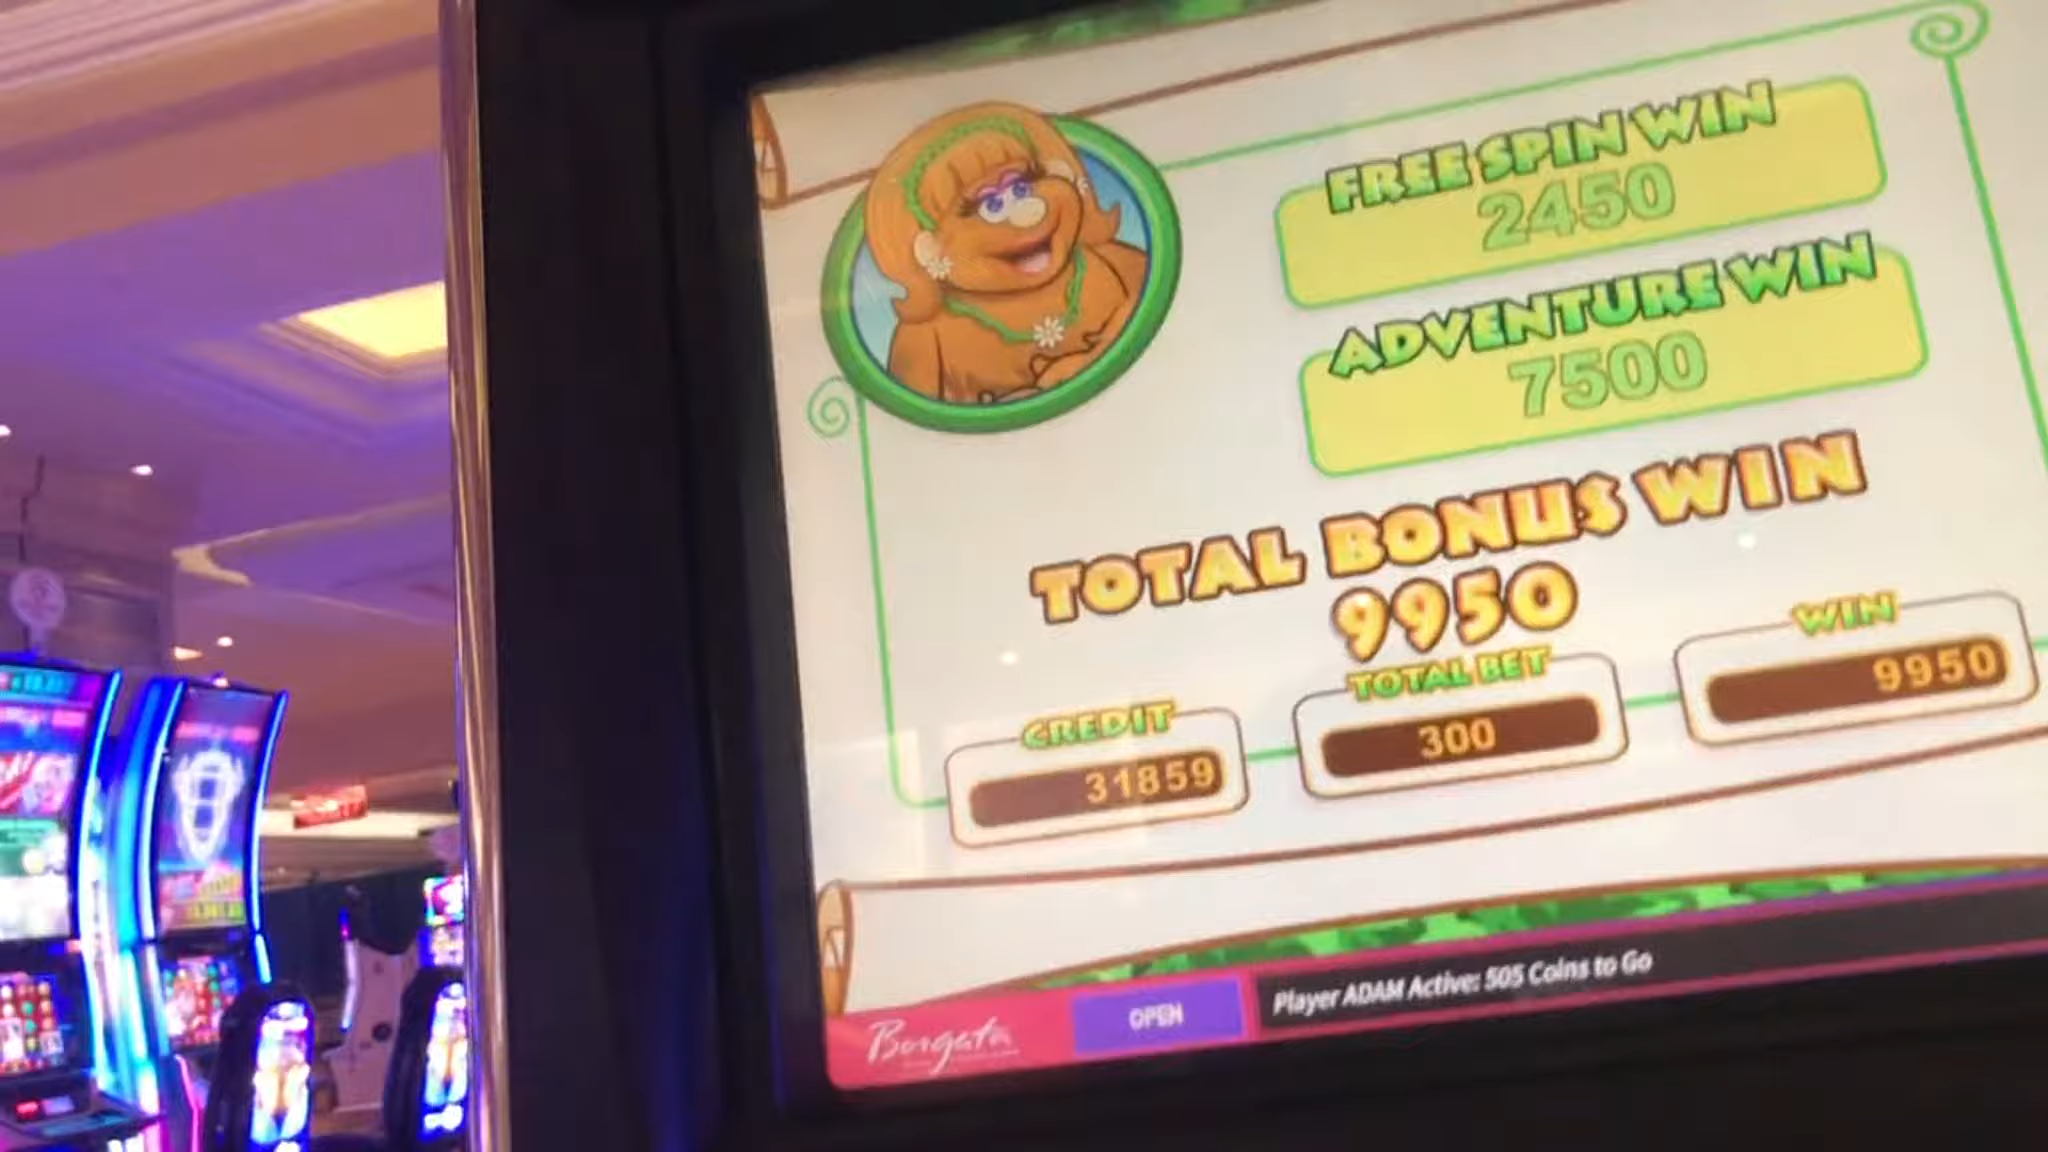 FREE SPIN WIN
2450
ADVENTURE WIN
7500
TOTAL BONUS WIN
9950
CREDIT
31859
TOTAL BET
300
WIN
9950
Borgata
OPEN
Player ADAM Active: 505 Coins to Go